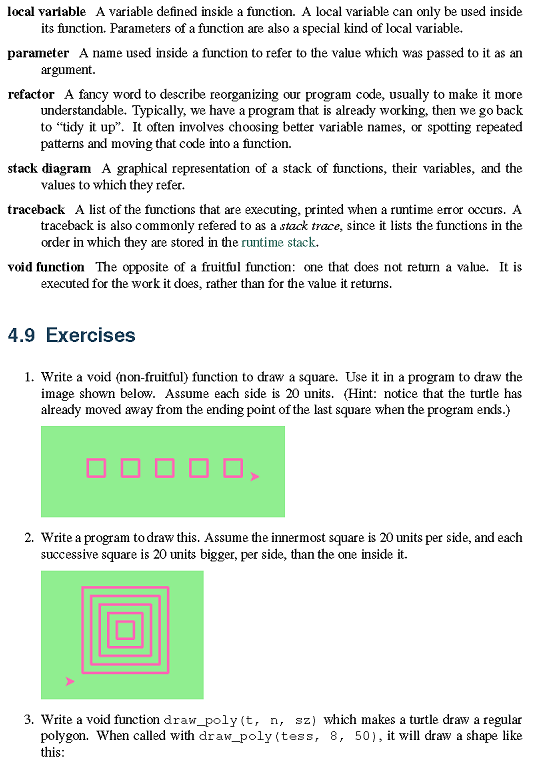 local variable A variable defined inside a function. A local variable can only be used inside
its function. Parameters of a function are also a special kind of local variable.
parameter A name used inside a function to refer to the value which was passed to it as an
argument.
refactor A fancy word to describe reorganizing our program code, usually to make it more
understandable. Typically, we have a program that is already working, then we go back
to “tidy it up”. It often involves choosing better variable names, or spotting repeated
patterns and moving that code into a function.
stack diagram A graphical representation of a stack of functions, their variables, and the
values to which they refer.
traceback A list of the functions that are executing, printed when a runtime error occurs. A
traceback is also commonly refered to as a stack trace, since it lists the functions in the
order in which they are stored in the runtime stack.
void function The opposite of a fruitful function: one that does not return a value. It is
executed for the work it does, rather than for the value it returns.
4.9 Exercises
1. Write a void (non-fruitful) function to draw a square. Use it in a program to draw the
image shown below. Assume each side is 20 units. (Hint: notice that the turtle has
already moved away from the ending point of the last square when the program ends.)
2. Write a program to draw this. Assume the innermost square is 20 units per side, and each
successive square is 20 units bigger, per side, than the one inside it.
3. Write a void function draw_poly(t, n, sz) which makes a turtle draw a regular
polygon. When called with draw_poly(tess, 8, 50), it will draw a shape like
this: